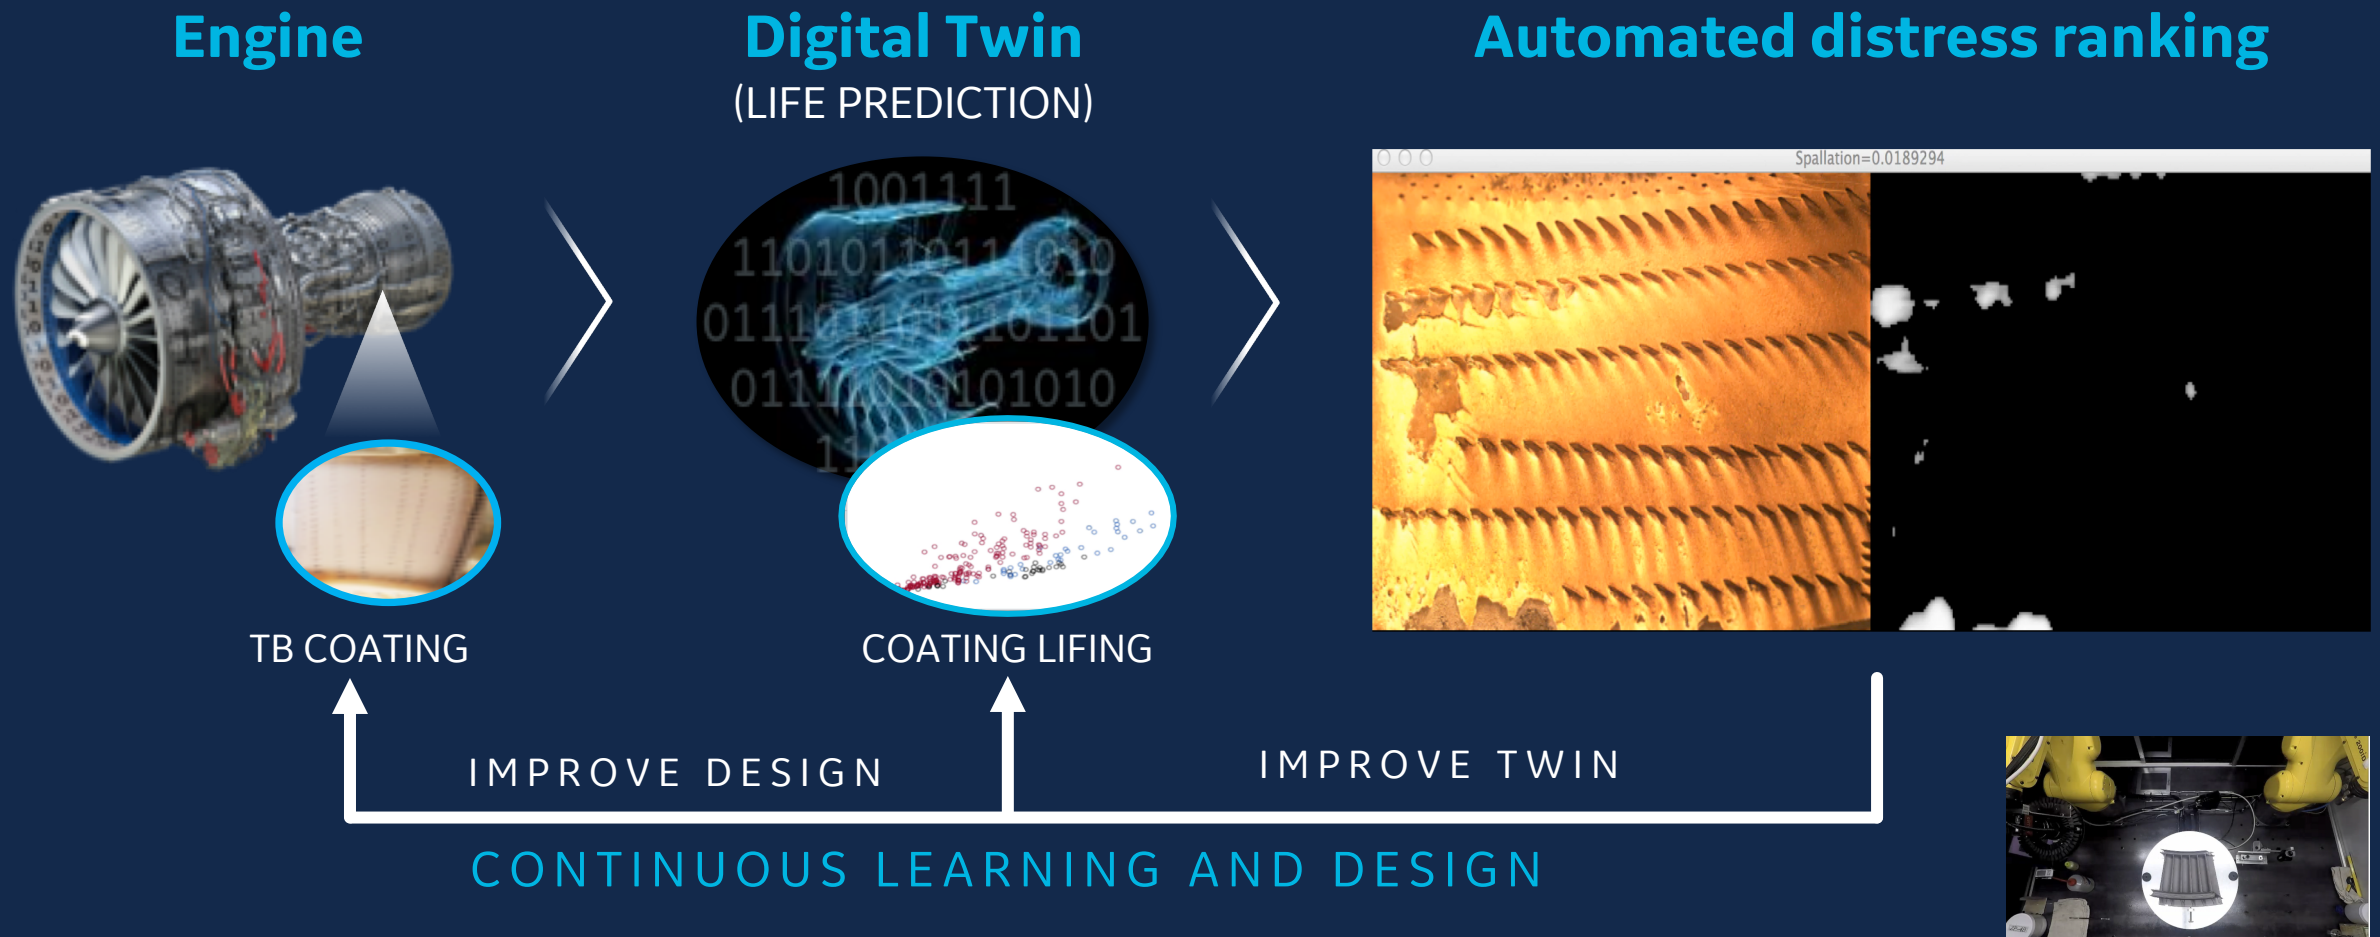 Engine
Digital Twin
(LIFE PREDICTION)
Automated distress ranking
Spallation=0.0189294
1001111
TB COATING
COATING LIFING
IMPROVE DESIGN
IMPROVE TWIN
CONTINUOUS LEARNING AND DESIGN